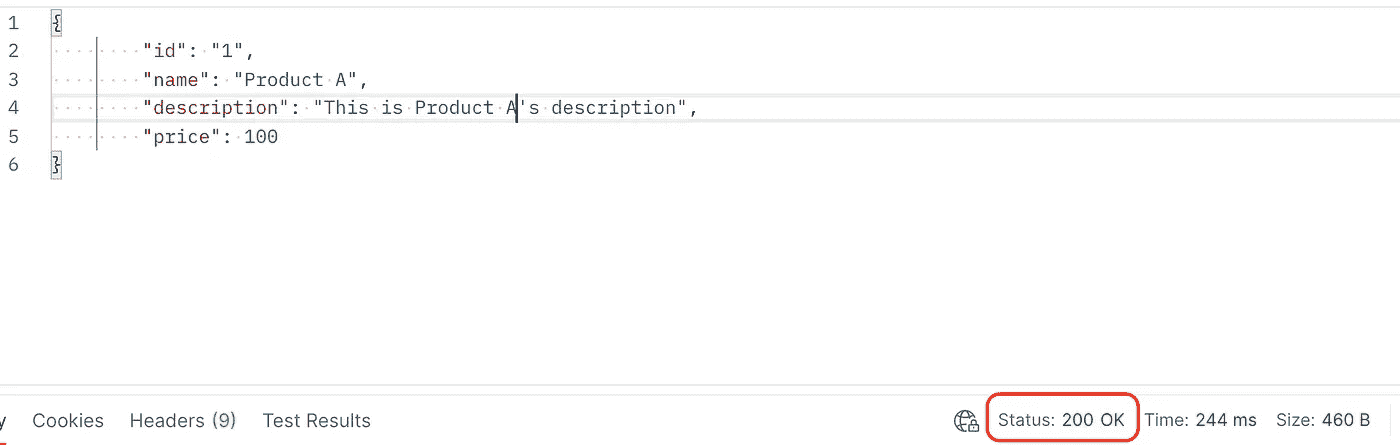 1 {
2 "id": "1",
3 "name": "Product A",
4 "description": "This is Product A's description",
5 "price": 100
6 }
y Cookies Headers (9) Test Results Status: 200 OK Time: 244 ms Size: 460 B